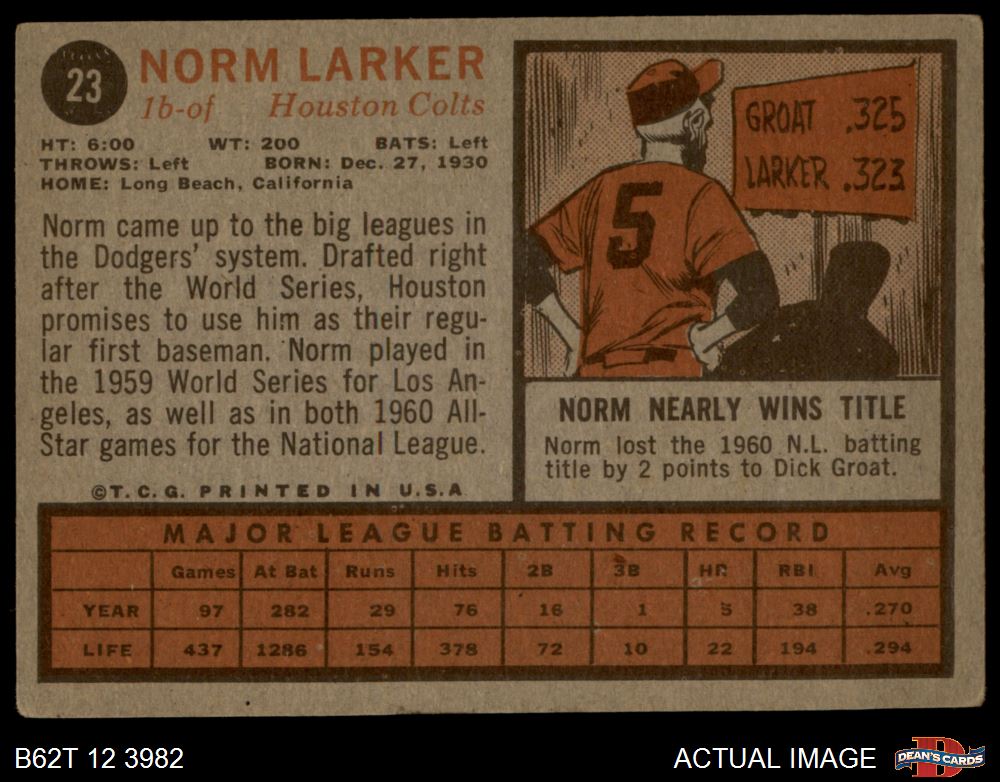 23
NORM LARKER
1b-of Houston Colts
HT: 6:00 WT: 200 BATS: Left
THROWS: Left BORN: Dec. 27, 1930
HOME: Long Beach, California
Norm came up to the big leagues in
the Dodgers' system. Drafted right
after the World Series, Houston
promises to use him as their regu-
lar first baseman. Norm played in
the 1959 World Series for Los An-
geles, as well as in both 1960 All-
Star games for the National League.
©T.C.G. PRINTED IN U.S.A
GROAT .325
LARKER .323
5
NORM NEARLY WINS TITLE
Norm lost the 1960 N.L. batting
title by 2 points to Dick Groat.
MAJOR LEAGUE BATTING RECORD
Games At Bat Runs Hits 2B 3B HR RBI Avg
YEAR 97 282 29 76 16 1 5 38 .270
LIFE 437 1286 154 378 72 10 22 194 .294
B62T 12 3982
ACTUAL IMAGE
DEAN'S CARDS